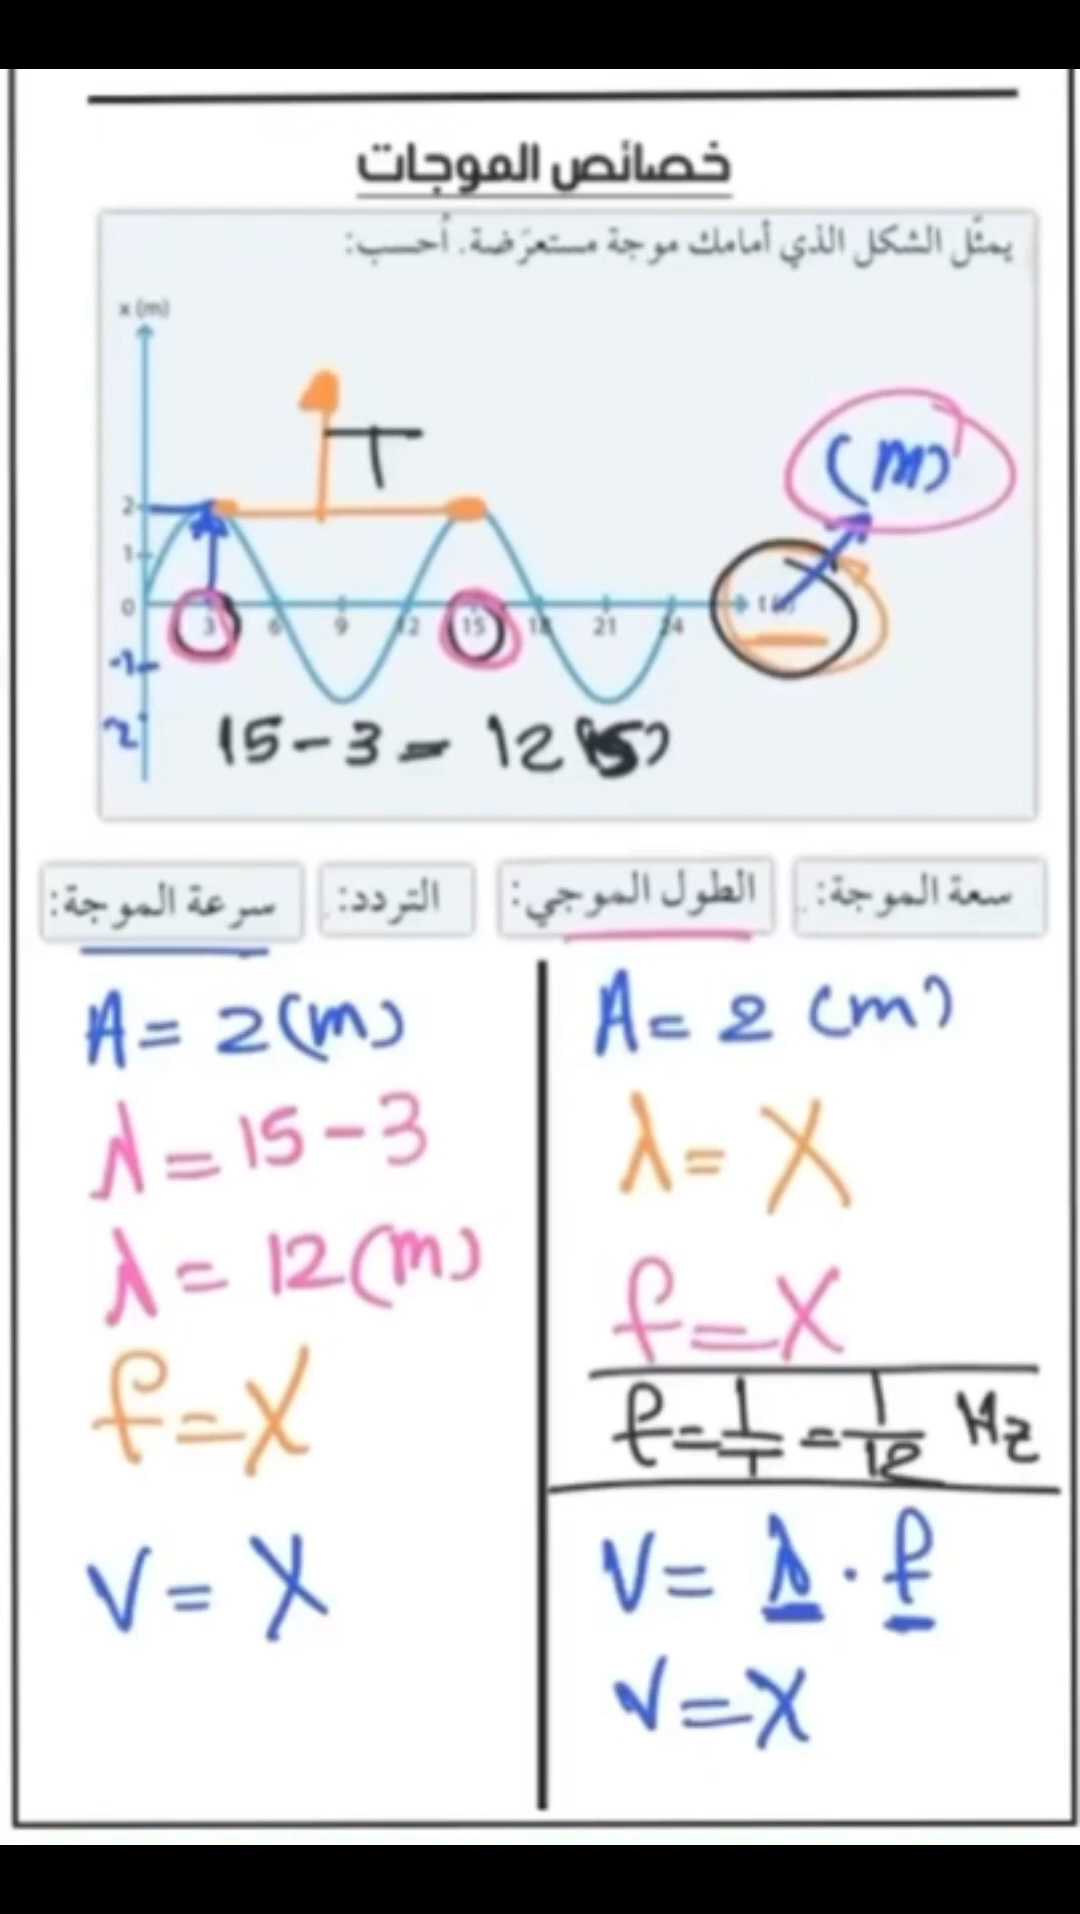 خصائص الموجات
يمثّل الشكل الذي أمامك موجة مستعرَضة. أحسب:
x (m)
T
(m)
2
1
0
3 6 9 12 15 18 21 24
-1
-2
15 - 3 = 12 (s)
سعة الموجة: الطول الموجي: التردد: سرعة الموجة:
A = 2 (m)
λ = X
f = X
f = 1/T = 1/12 Hz
V = λ . f
V = X
A = 2 (m)
λ = 15 - 3
λ = 12 (m)
f = X
V = X